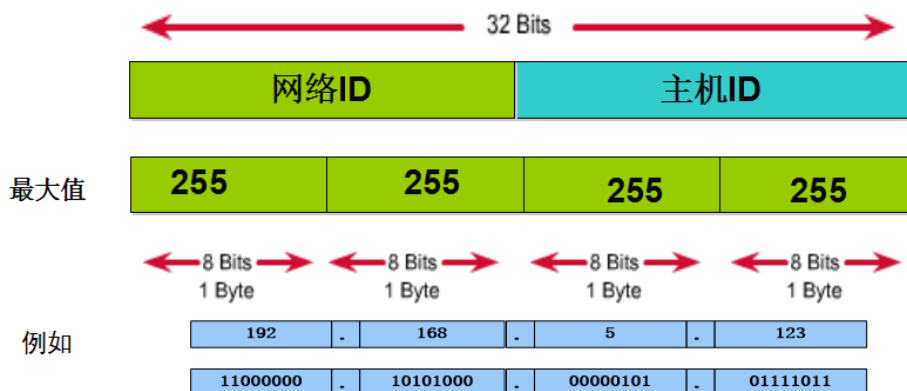 32 Bits
网络ID 主机ID
最大值 255 255 255 255
8 Bits 8 Bits 8 Bits 8 Bits
1 Byte 1 Byte 1 Byte 1 Byte
例如 192 . 168 . 5 . 123
11000000 . 10101000 . 00000101 . 01111011